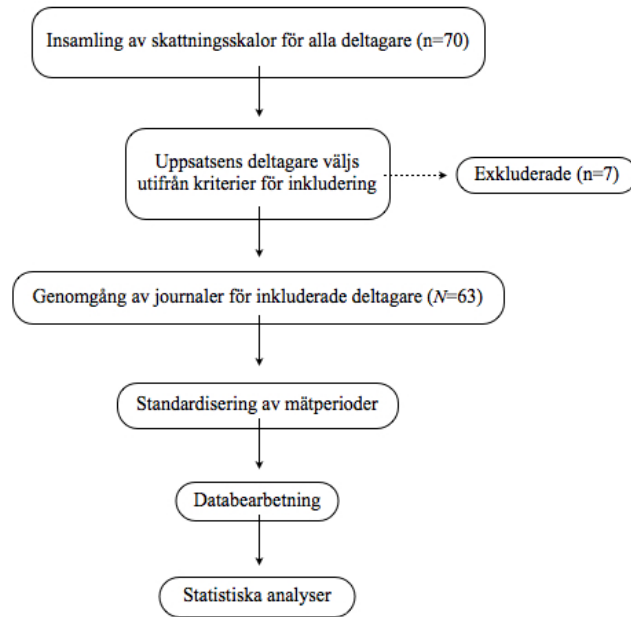 Insamling av skattningsskalor för alla deltagare (n=70)
Uppsatsens deltagare väljs
utifrån kriterier för inkludering
Exkluderade (n=7)
Genomgång av journaler för inkluderade deltagare (N=63)
Standardisering av mätperioder
Databearbetning
Statistiska analyser